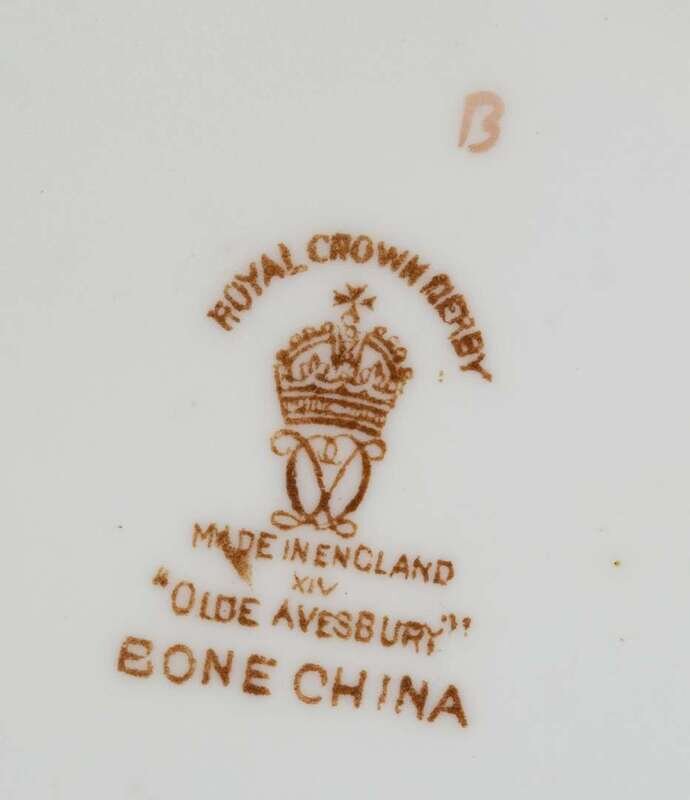 B
ROYAL CROWN DERBY
MADE IN ENGLAND
XIV
"OLDE AVESBURY"
BONE CHINA